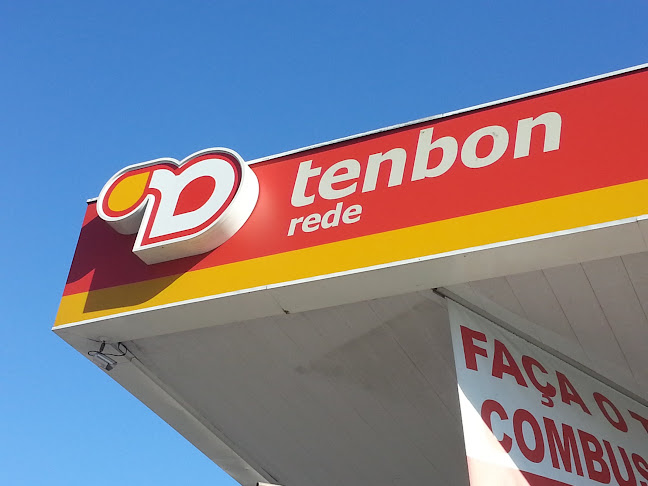 tenbon
rede
FAÇA O
COMBUS